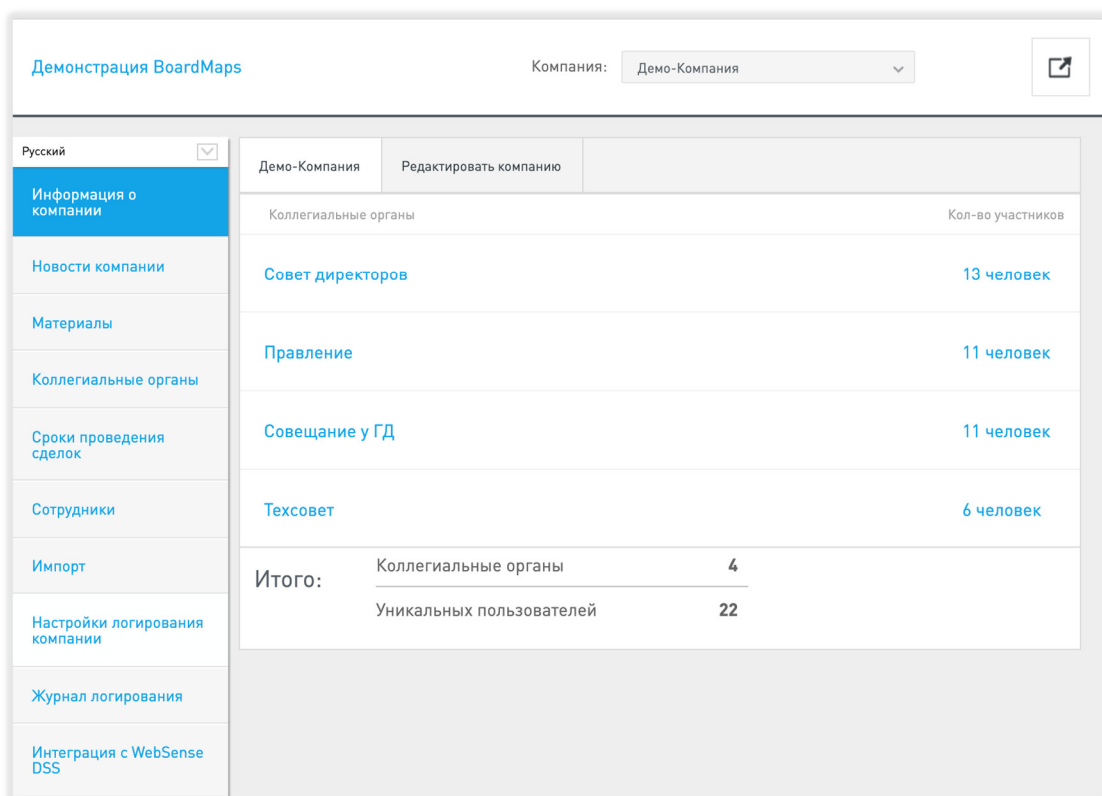 Демонстрация BoardMaps
Компания:
Демо-Компания
Русский
Информация о
компании
Новости компании
Материалы
Коллегиальные органы
Сроки проведения
сделок
Сотрудники
Импорт
Настройки логирования
компании
Журнал логирования
Интеграция с WebSense
DSS
Демо-Компания
Редактировать компанию
Коллегиальные органы
Кол-во участников
Совет директоров
13 человек
Правление
11 человек
Совещание у ГД
11 человек
Техсовет
6 человек
Итого:
Коллегиальные органы
4
Уникальных пользователей
22